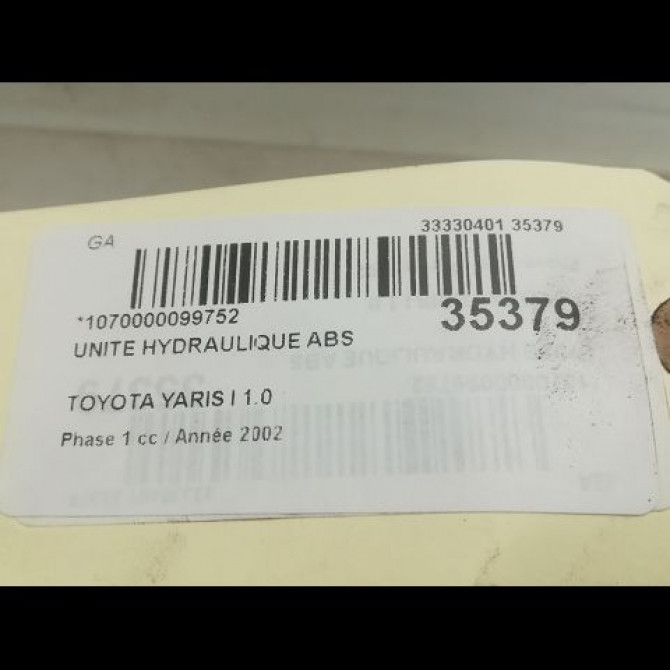 GA
33330401 35379
*1070000099752
35379
UNITE HYDRAULIQUE ABS
TOYOTA YARIS I 1.0
Phase 1 cc / Année 2002